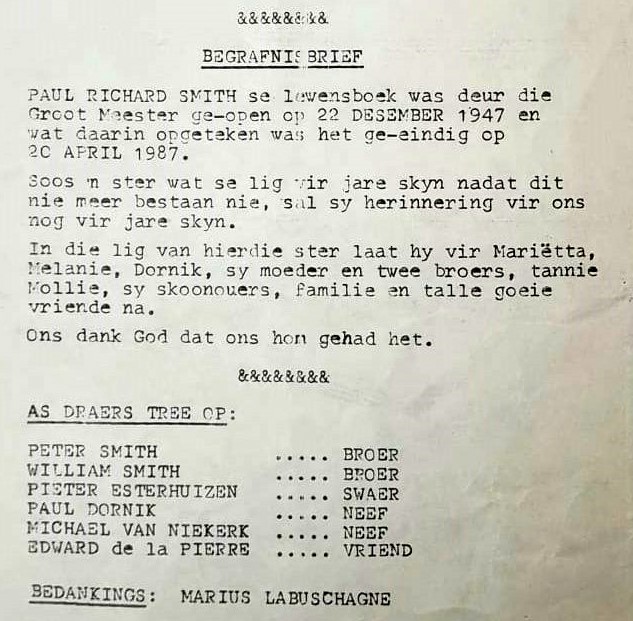 &&&&&&&&
BEGRAFNISBRIEF
PAUL RICHARD SMITH se lewensboek was deur die
Groot Meester ge-open op 22 DESEMBER 1947 en
wat daarin opgeteken was het ge-eindig op
20 APRIL 1987.
Soos 'n ster wat se lig vir jare skyn nadat dit
nie meer bestaan nie, sal sy herinnering vir ons
nog vir jare skyn.
In die lig van hierdie ster laat hy vir Mariëtta,
Melanie, Dornik, sy moeder en twee broers, tannie
Mollie, sy skoonouers, familie en talle goeie
vriende na.
Ons dank God dat ons hom gehad het.
&&&&&&&&
AS DRAERS TREE OP:
PETER SMITH ..... BROER
WILLIAM SMITH ..... BROER
PIETER ESTERHUIZEN ..... SWAER
PAUL DORNIK ..... NEEF
MICHAEL VAN NIEKERK ..... NEEF
EDWARD de la PIERRE ..... VRIEND
BEDANKINGS: MARIUS LABUSCHAGNE